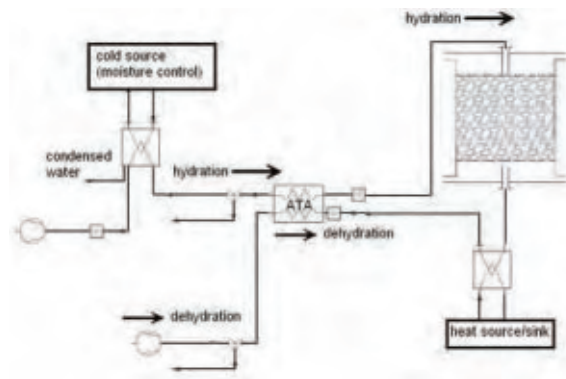 hydration
cold source
(moisture control)
condensed
water
hydration
ATA
dehydration
dehydration
heat source/sink